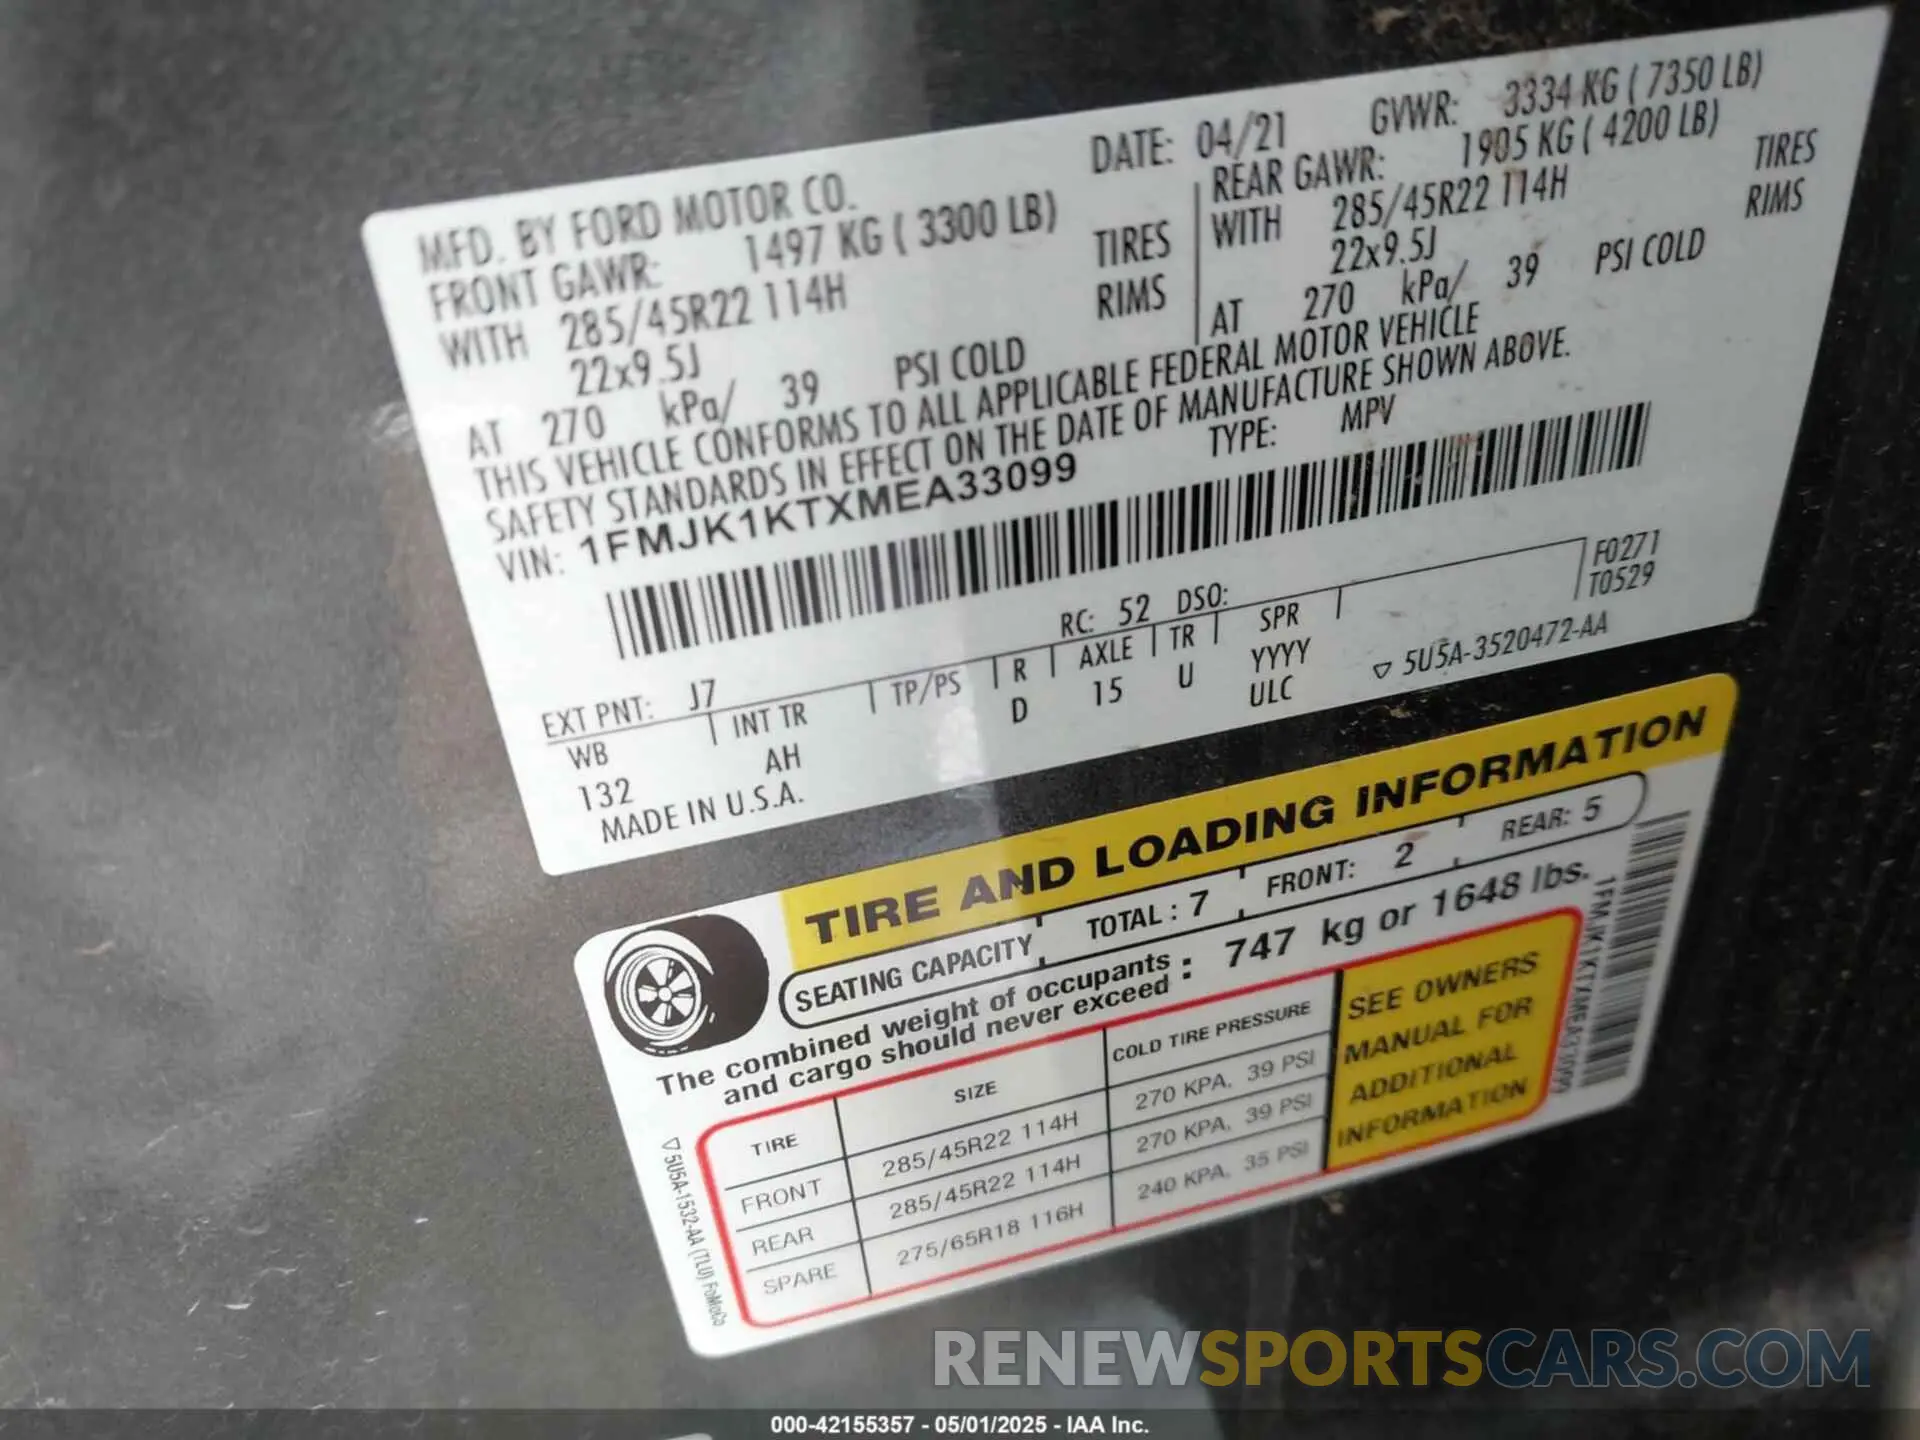 MFD. BY FORD MOTOR CO.
DATE: 04/21 GVWR: 3334 KG ( 7350 LB)
FRONT GAWR: 1497 KG ( 3300 LB)
REAR GAWR: 1905 KG ( 4200 LB)
WITH 285/45R22 114H TIRES
WITH 285/45R22 114H TIRES
22x9.5J RIMS
22x9.5J RIMS
AT 270 kPa/ 39 PSI COLD
AT 270 kPa/ 39 PSI COLD
THIS VEHICLE CONFORMS TO ALL APPLICABLE FEDERAL MOTOR VEHICLE
SAFETY STANDARDS IN EFFECT ON THE DATE OF MANUFACTURE SHOWN ABOVE.
VIN: 1FMJK1KTXMEA33099
TYPE: MPV
F0271
T0529
EXT PNT: J7 RC: 52 DSO:
WB INT TR TP/PS R AXLE TR SPR
132 AH D 15 U YYYY
ULC
MADE IN U.S.A.
▽ 5U5A-3520472-AA
TIRE AND LOADING INFORMATION
SEATING CAPACITY TOTAL : 7 FRONT: 2 REAR: 5
The combined weight of occupants
and cargo should never exceed : 747 kg or 1648 lbs.
TIRE SIZE COLD TIRE PRESSURE
FRONT 285/45R22 114H 270 KPA, 39 PSI
REAR 285/45R22 114H 270 KPA, 39 PSI
SPARE 275/65R18 116H 240 KPA, 35 PSI
SEE OWNERS
MANUAL FOR
ADDITIONAL
INFORMATION
1FMJK1KTXMEA33099
▽ 5U5A-1532-AA (TLU) FoMoCo
RENEWSPORTSCARS.COM
000-42155357 - 05/01/2025 - IAA Inc.